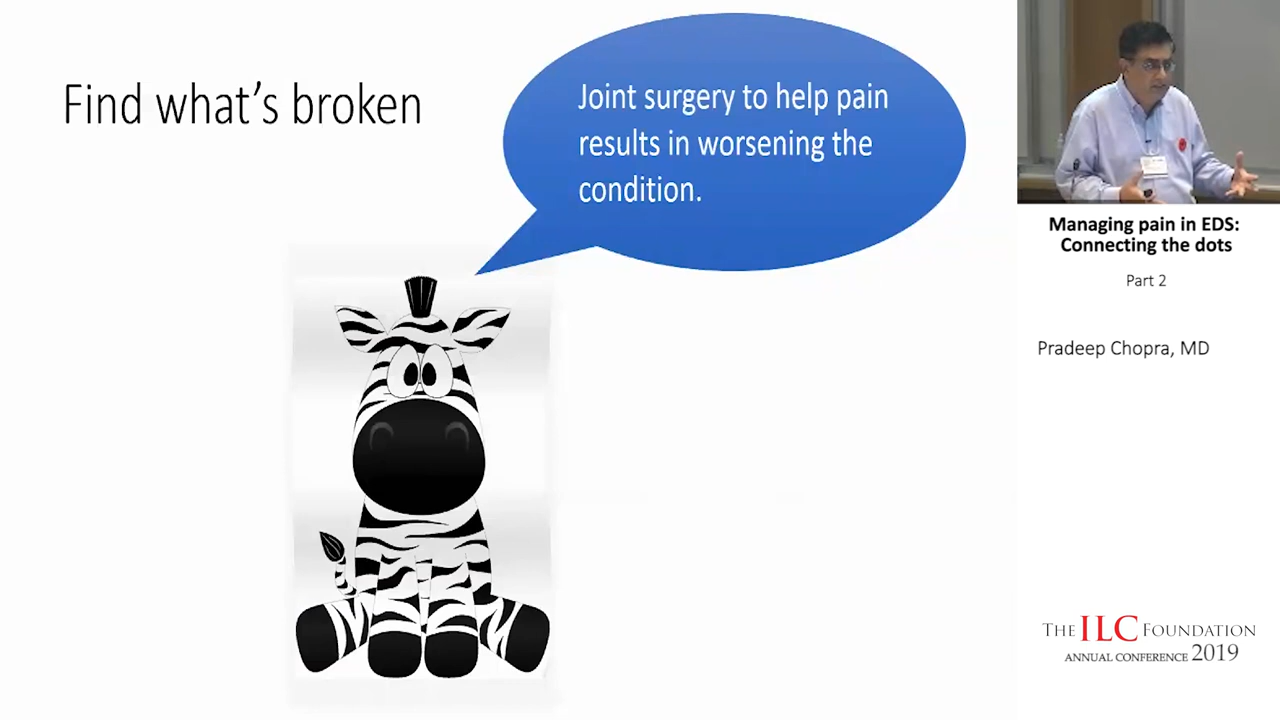 Find what's broken
Joint surgery to help pain
results in worsening the
condition.
Managing pain in EDS:
Connecting the dots
Part 2
Pradeep Chopra, MD
THE ILC FOUNDATION
ANNUAL CONFERENCE 2019